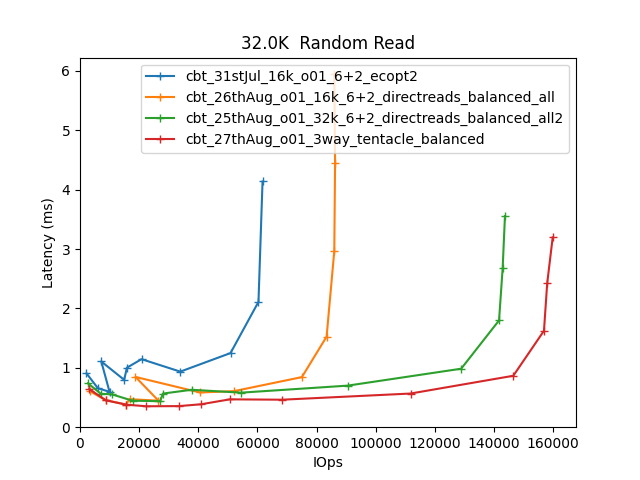 32.0K  Random Read
cbt_31stJul_16k_o01_6+2_ecopt2
cbt_26thAug_o01_16k_6+2_directreads_balanced_all
cbt_25thAug_o01_32k_6+2_directreads_balanced_all2
cbt_27thAug_o01_3way_tentacle_balanced
Latency (ms)
6
5
4
3
2
1
0
0 20000 40000 60000 80000 100000 120000 140000 160000
IOps